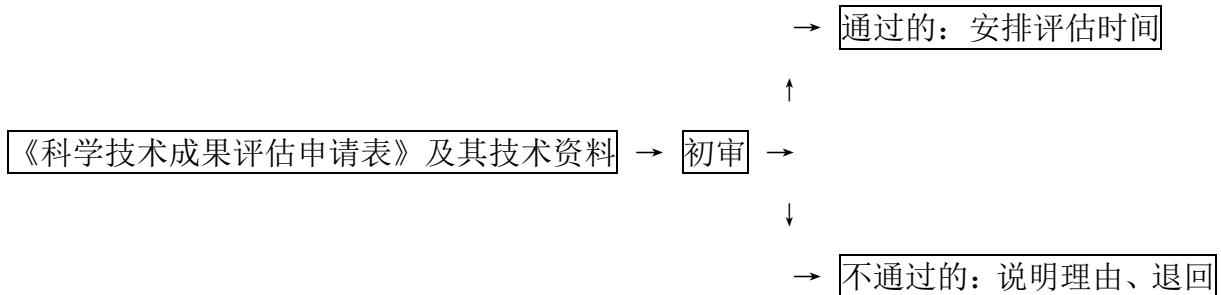 → 通过的：安排评估时间
↑
《科学技术成果评估申请表》及其技术资料 → 初审 →
↓
→ 不通过的：说明理由、退回